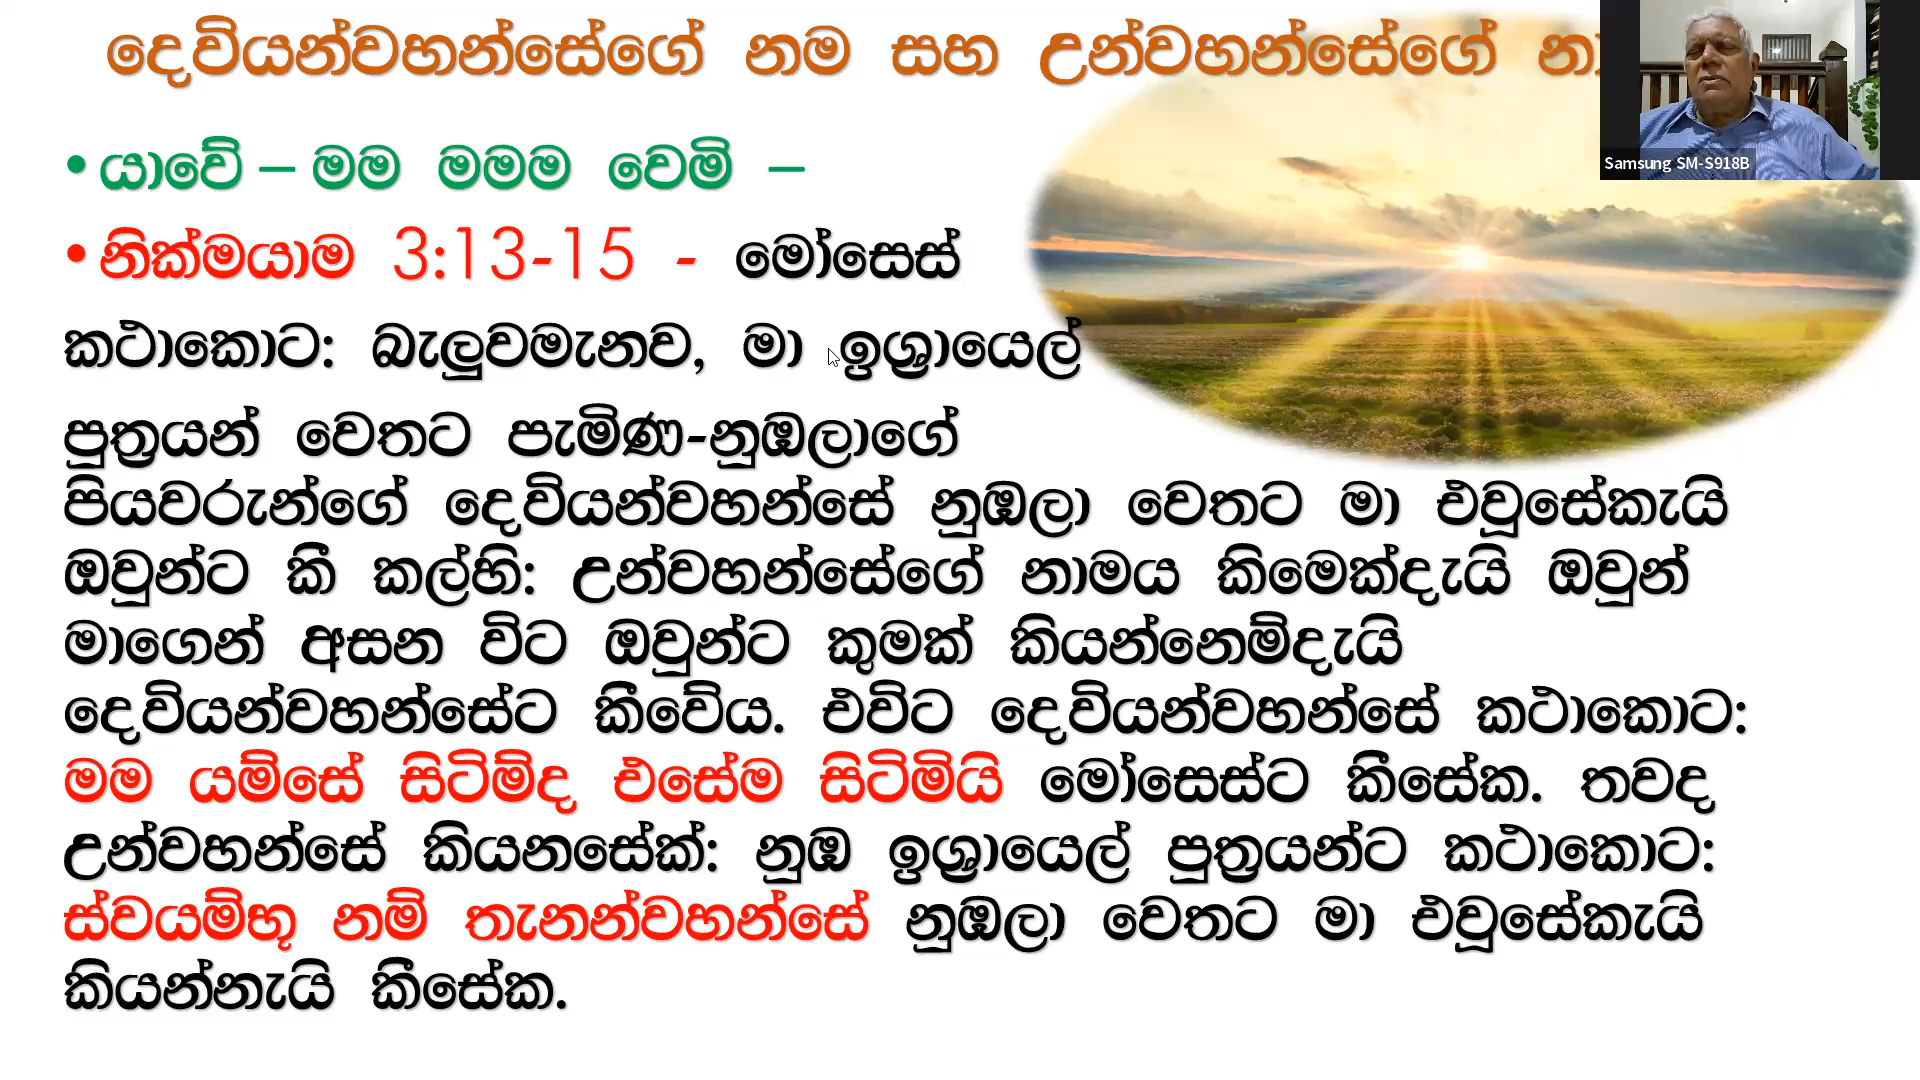 දෙවියන්වහන්සේගේ නම සහ උන්වහන්සේගේ
• යාවේ – මම මමම වෙමි –
• නික්මයාම 3:13-15 - මෝසෙස්
කථාකොට: බැලුවමැනව, මා ඉශ්‍රායෙල්
පුත්‍රයන් වෙතට පැමිණ-නුඹලාගේ
පියවරුන්ගේ දෙවියන්වහන්සේ නුඹලා වෙතට මා එවූසේකැයි
ඔවුන්ට කී කල්හි: උන්වහන්සේගේ නාමය කිමෙක්දැයි ඔවුන්
මාගෙන් අසන විට ඔවුන්ට කුමක් කියන්නෙම්දැයි
දෙවියන්වහන්සේට කීවේය. එවිට දෙවියන්වහන්සේ කථාකොට:
මම යම්සේ සිටිම්ද එසේම සිටිමියි මෝසෙස්ට කීසේක. තවද
උන්වහන්සේ කියනසේක්: නුඹ ඉශ්‍රායෙල් පුත්‍රයන්ට කථාකොට:
ස්වයම්භූ නම් තැනන්වහන්සේ නුඹලා වෙතට මා එවූසේකැයි
කියන්නැයි කීසේක.
Samsung SM-S918B